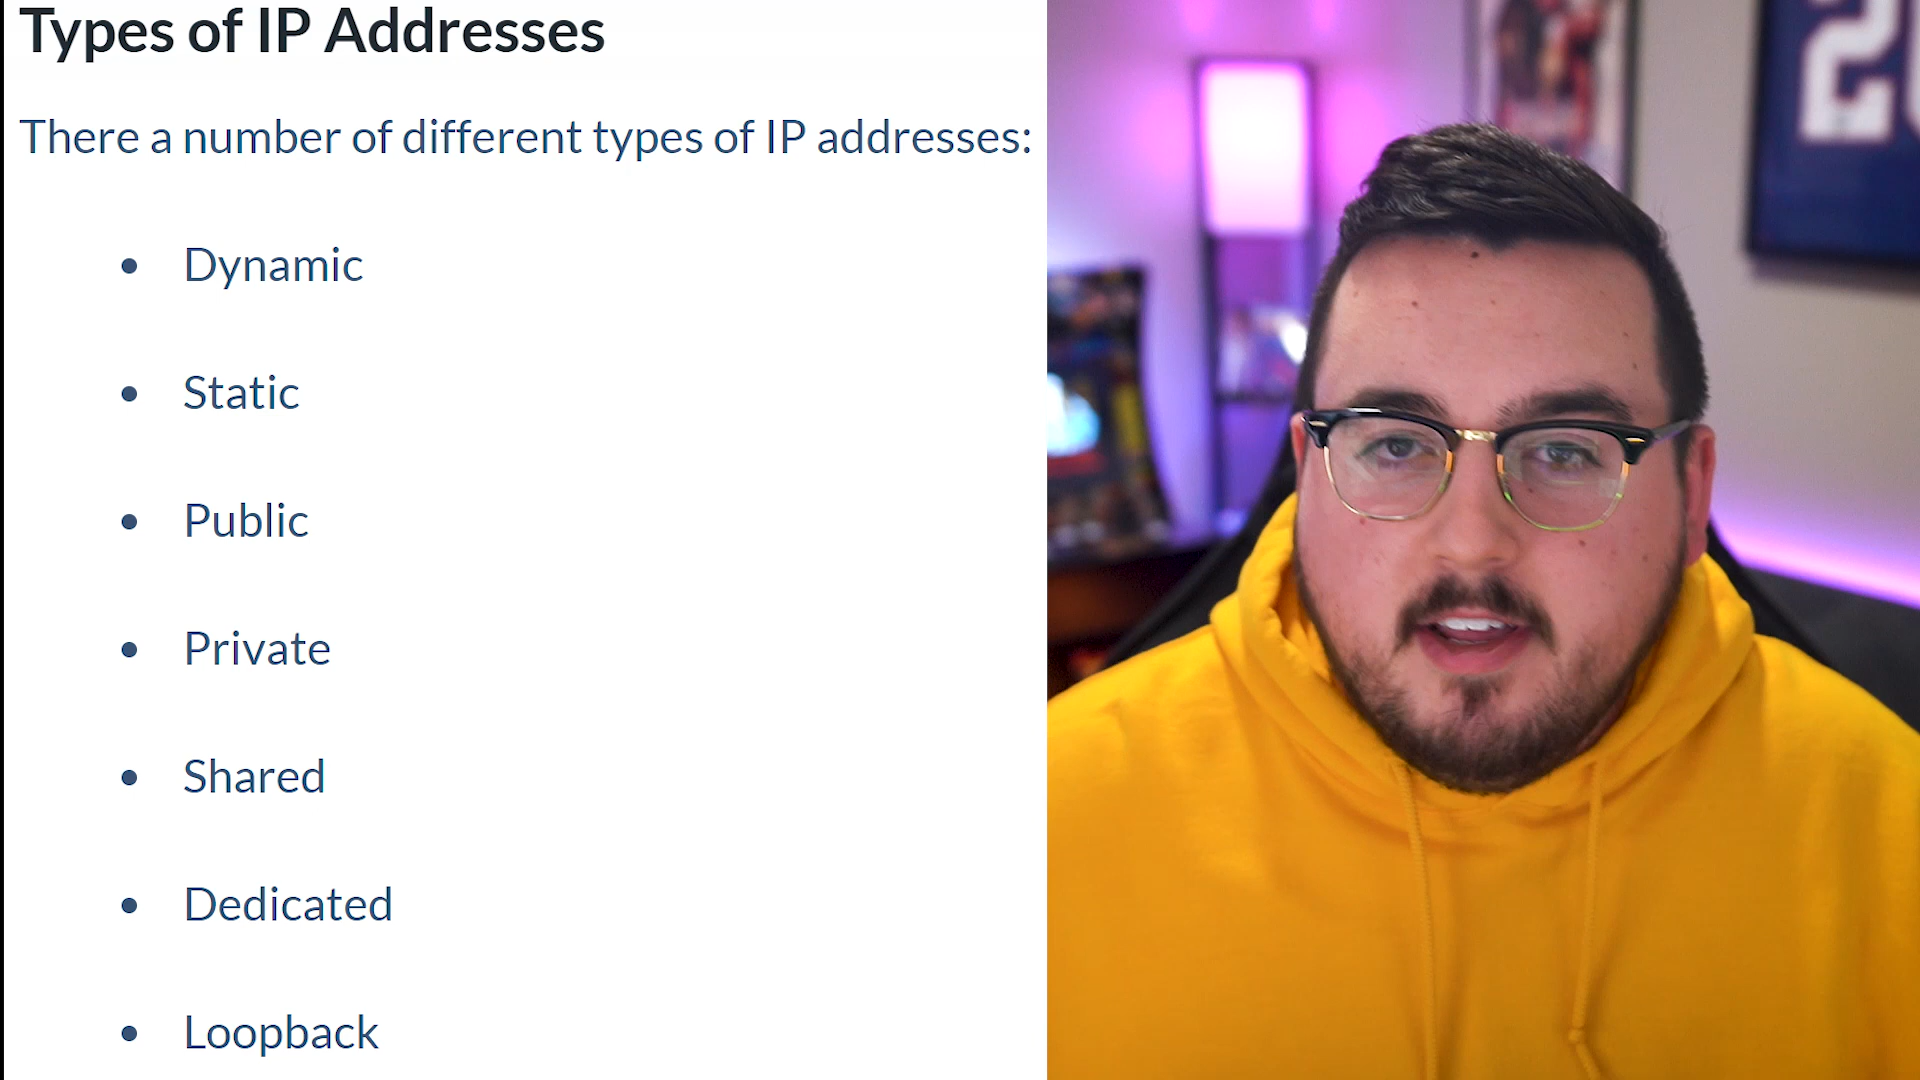 Types of IP Addresses
There a number of different types of IP addresses:
• Dynamic
• Static
• Public
• Private
• Shared
• Dedicated
• Loopback